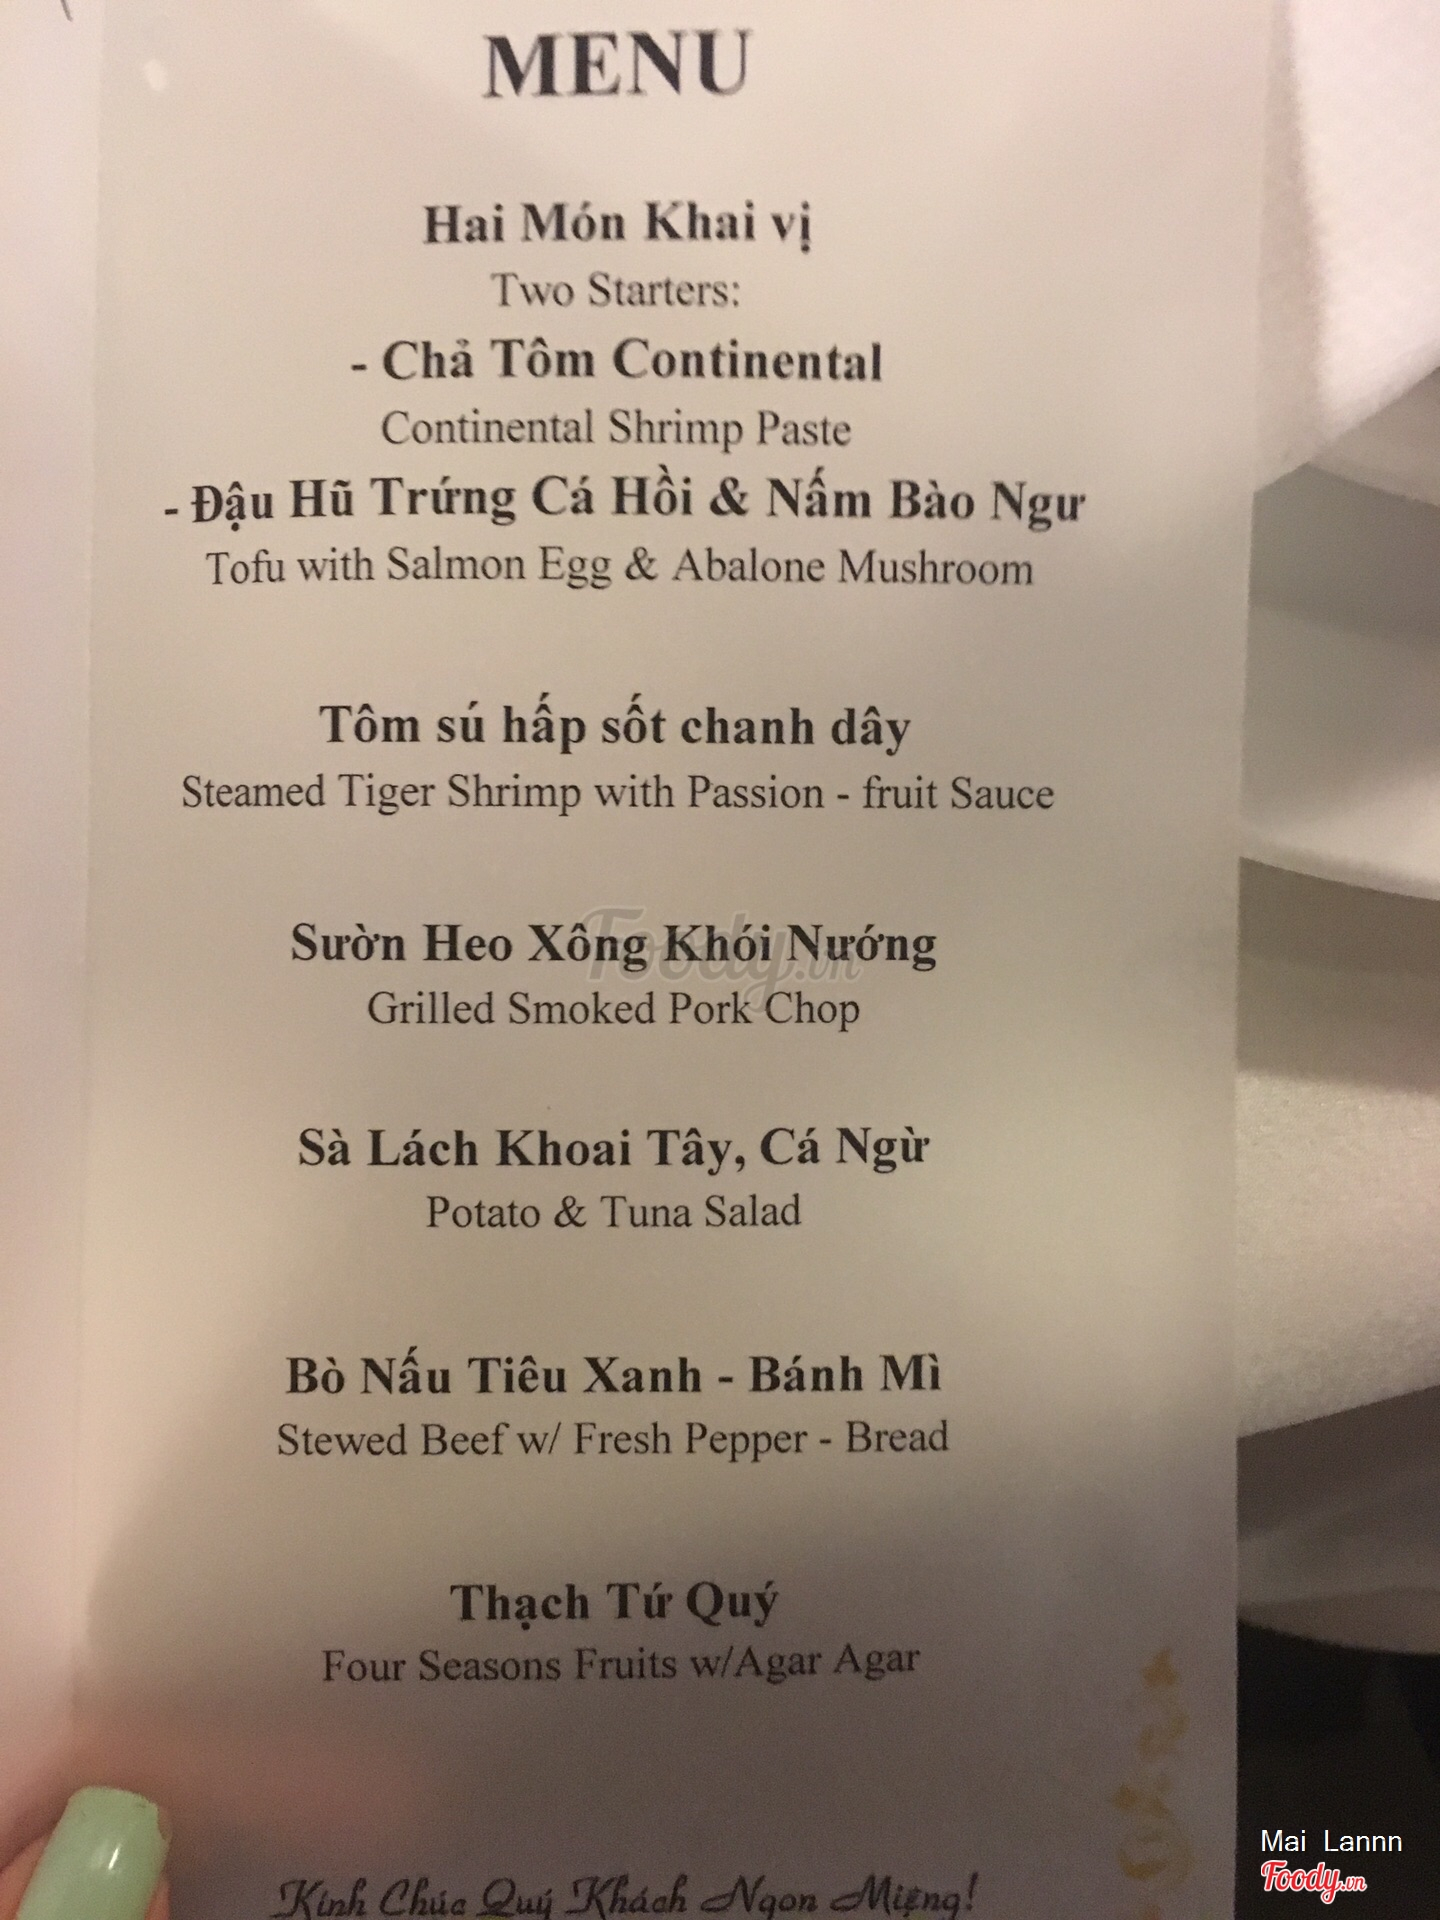 MENU
Hai Món Khai vị
Two Starters:
- Chả Tôm Continental
Continental Shrimp Paste
- Đậu Hũ Trứng Cá Hồi & Nấm Bào Ngư
Tofu with Salmon Egg & Abalone Mushroom
Tôm sú hấp sốt chanh dây
Steamed Tiger Shrimp with Passion - fruit Sauce
Sườn Heo Xông Khói Nướng
Foody.vn
Grilled Smoked Pork Chop
Sà Lách Khoai Tây, Cá Ngừ
Potato & Tuna Salad
Bò Nấu Tiêu Xanh - Bánh Mì
Stewed Beef w/ Fresh Pepper - Bread
Thạch Tứ Quý
Four Seasons Fruits w/Agar Agar
Kính Chúc Quý Khách Ngon Miệng!
Mai Lannn
Foody.vn